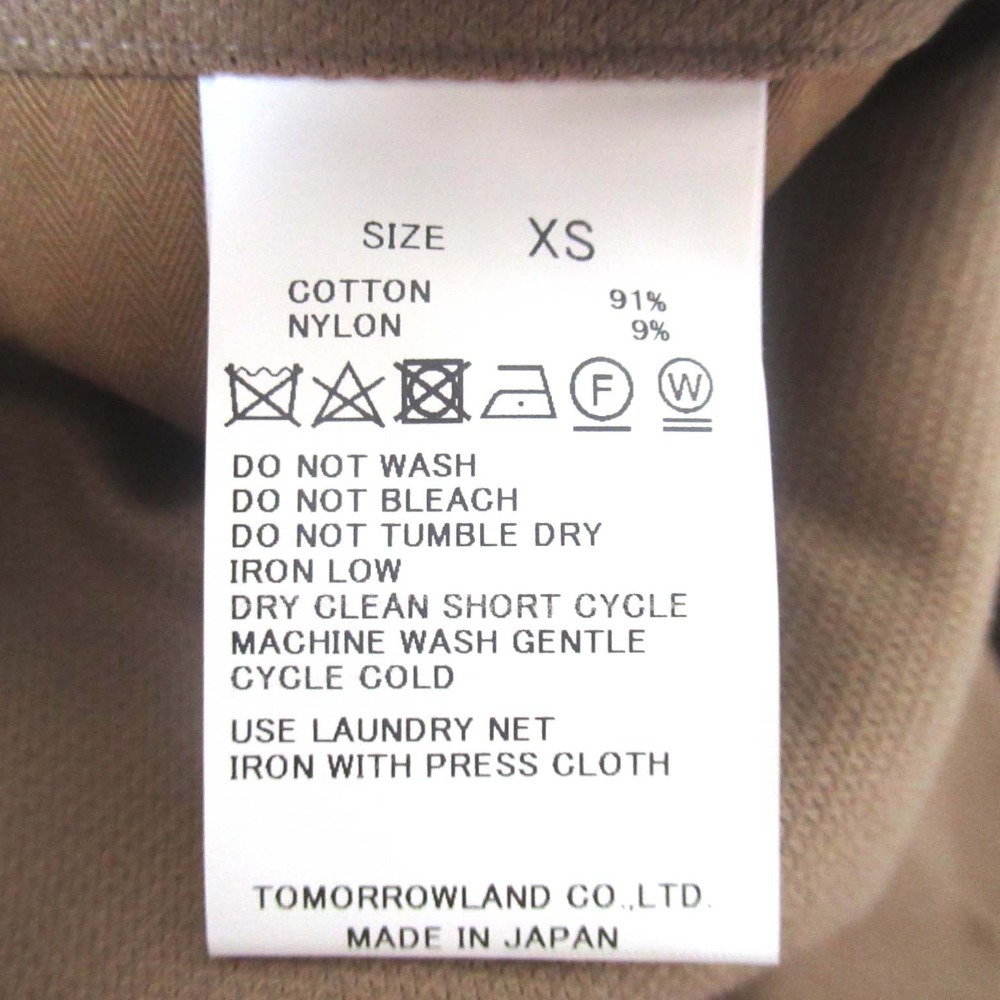 SIZE XS
COTTON 91%
NYLON 9%
F W
DO NOT WASH
DO NOT BLEACH
DO NOT TUMBLE DRY
IRON LOW
DRY CLEAN SHORT CYCLE
MACHINE WASH GENTLE
CYCLE COLD
USE LAUNDRY NET
IRON WITH PRESS CLOTH
TOMORROWLAND CO.,LTD.
MADE IN JAPAN